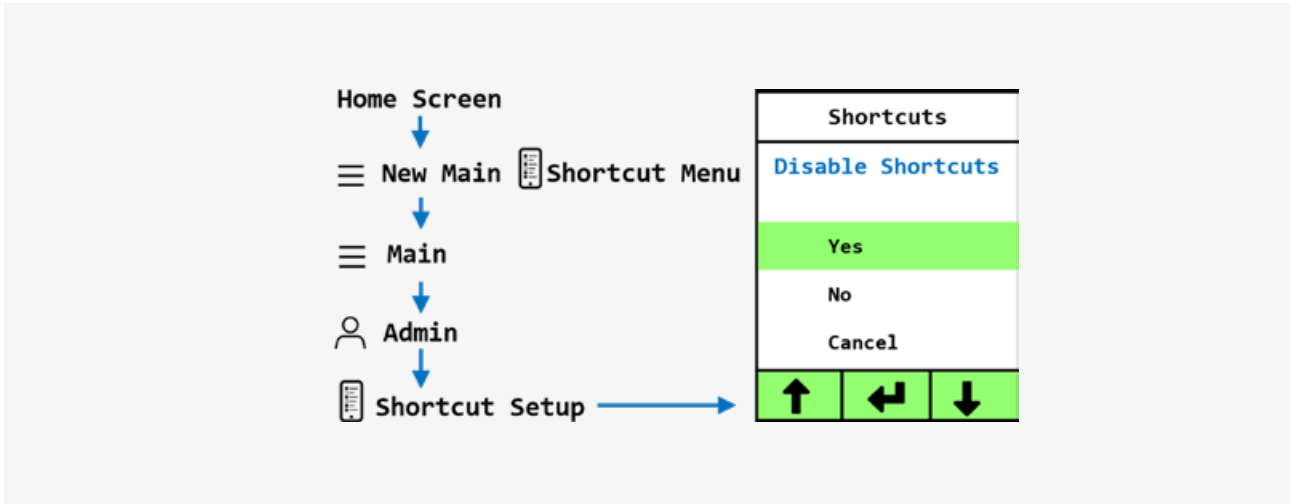 Home Screen
New Main Shortcut Menu
Main
Admin
Shortcut Setup
Shortcuts
Disable Shortcuts
Yes
No
Cancel